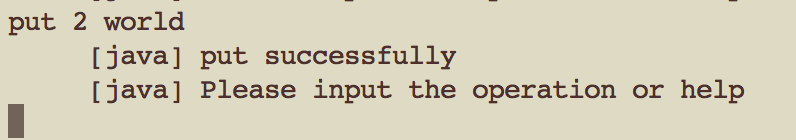 put 2 world
[java] put successfully
[java] Please input the operation or help